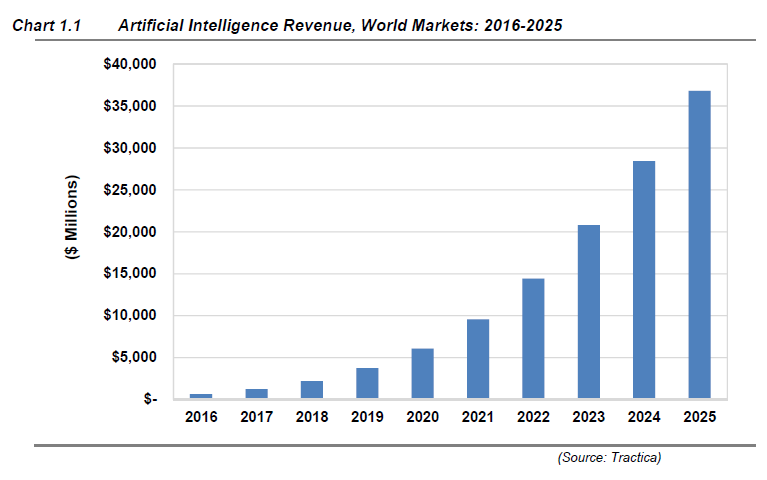 Chart 1.1 Artificial Intelligence Revenue, World Markets: 2016-2025
$40,000
$35,000
$30,000
$25,000
$20,000
$15,000
$10,000
$5,000
$-
($ Millions)
2016 2017 2018 2019 2020 2021 2022 2023 2024 2025
(Source: Tractica)